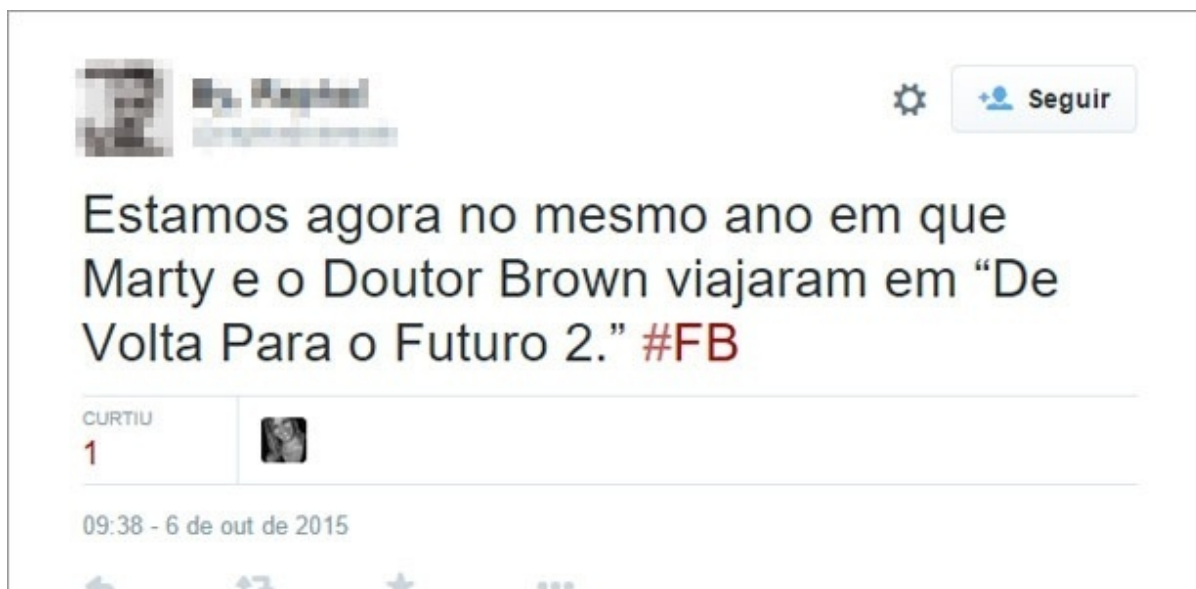 Seguir
Estamos agora no mesmo ano em que
Marty e o Doutor Brown viajaram em “De
Volta Para o Futuro 2.” #FB
CURTIU
1
09:38 - 6 de out de 2015